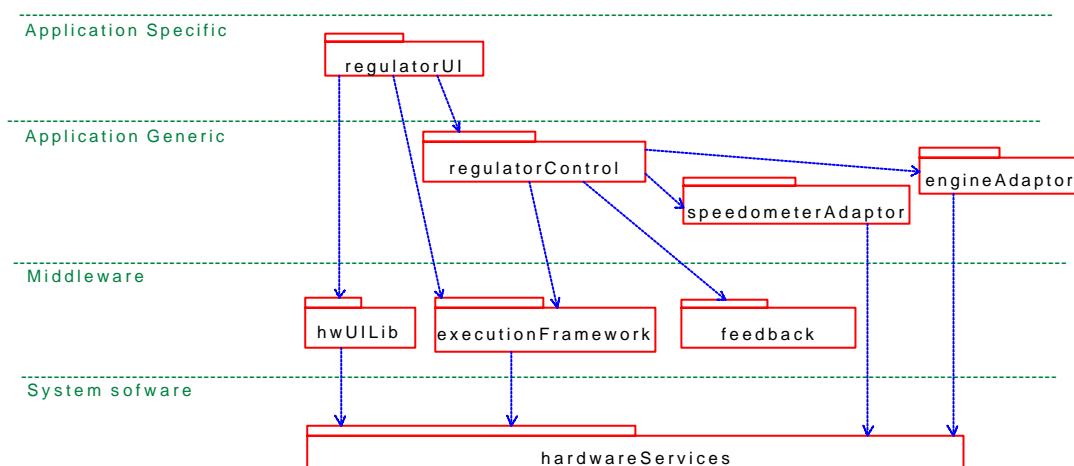 Application Specific
regulatorUI
Application Generic
regulatorControl
engineAdaptor
speedometerAdaptor
Middleware
hwUILib
executionFramework
feedback
System sofware
hardwareServices